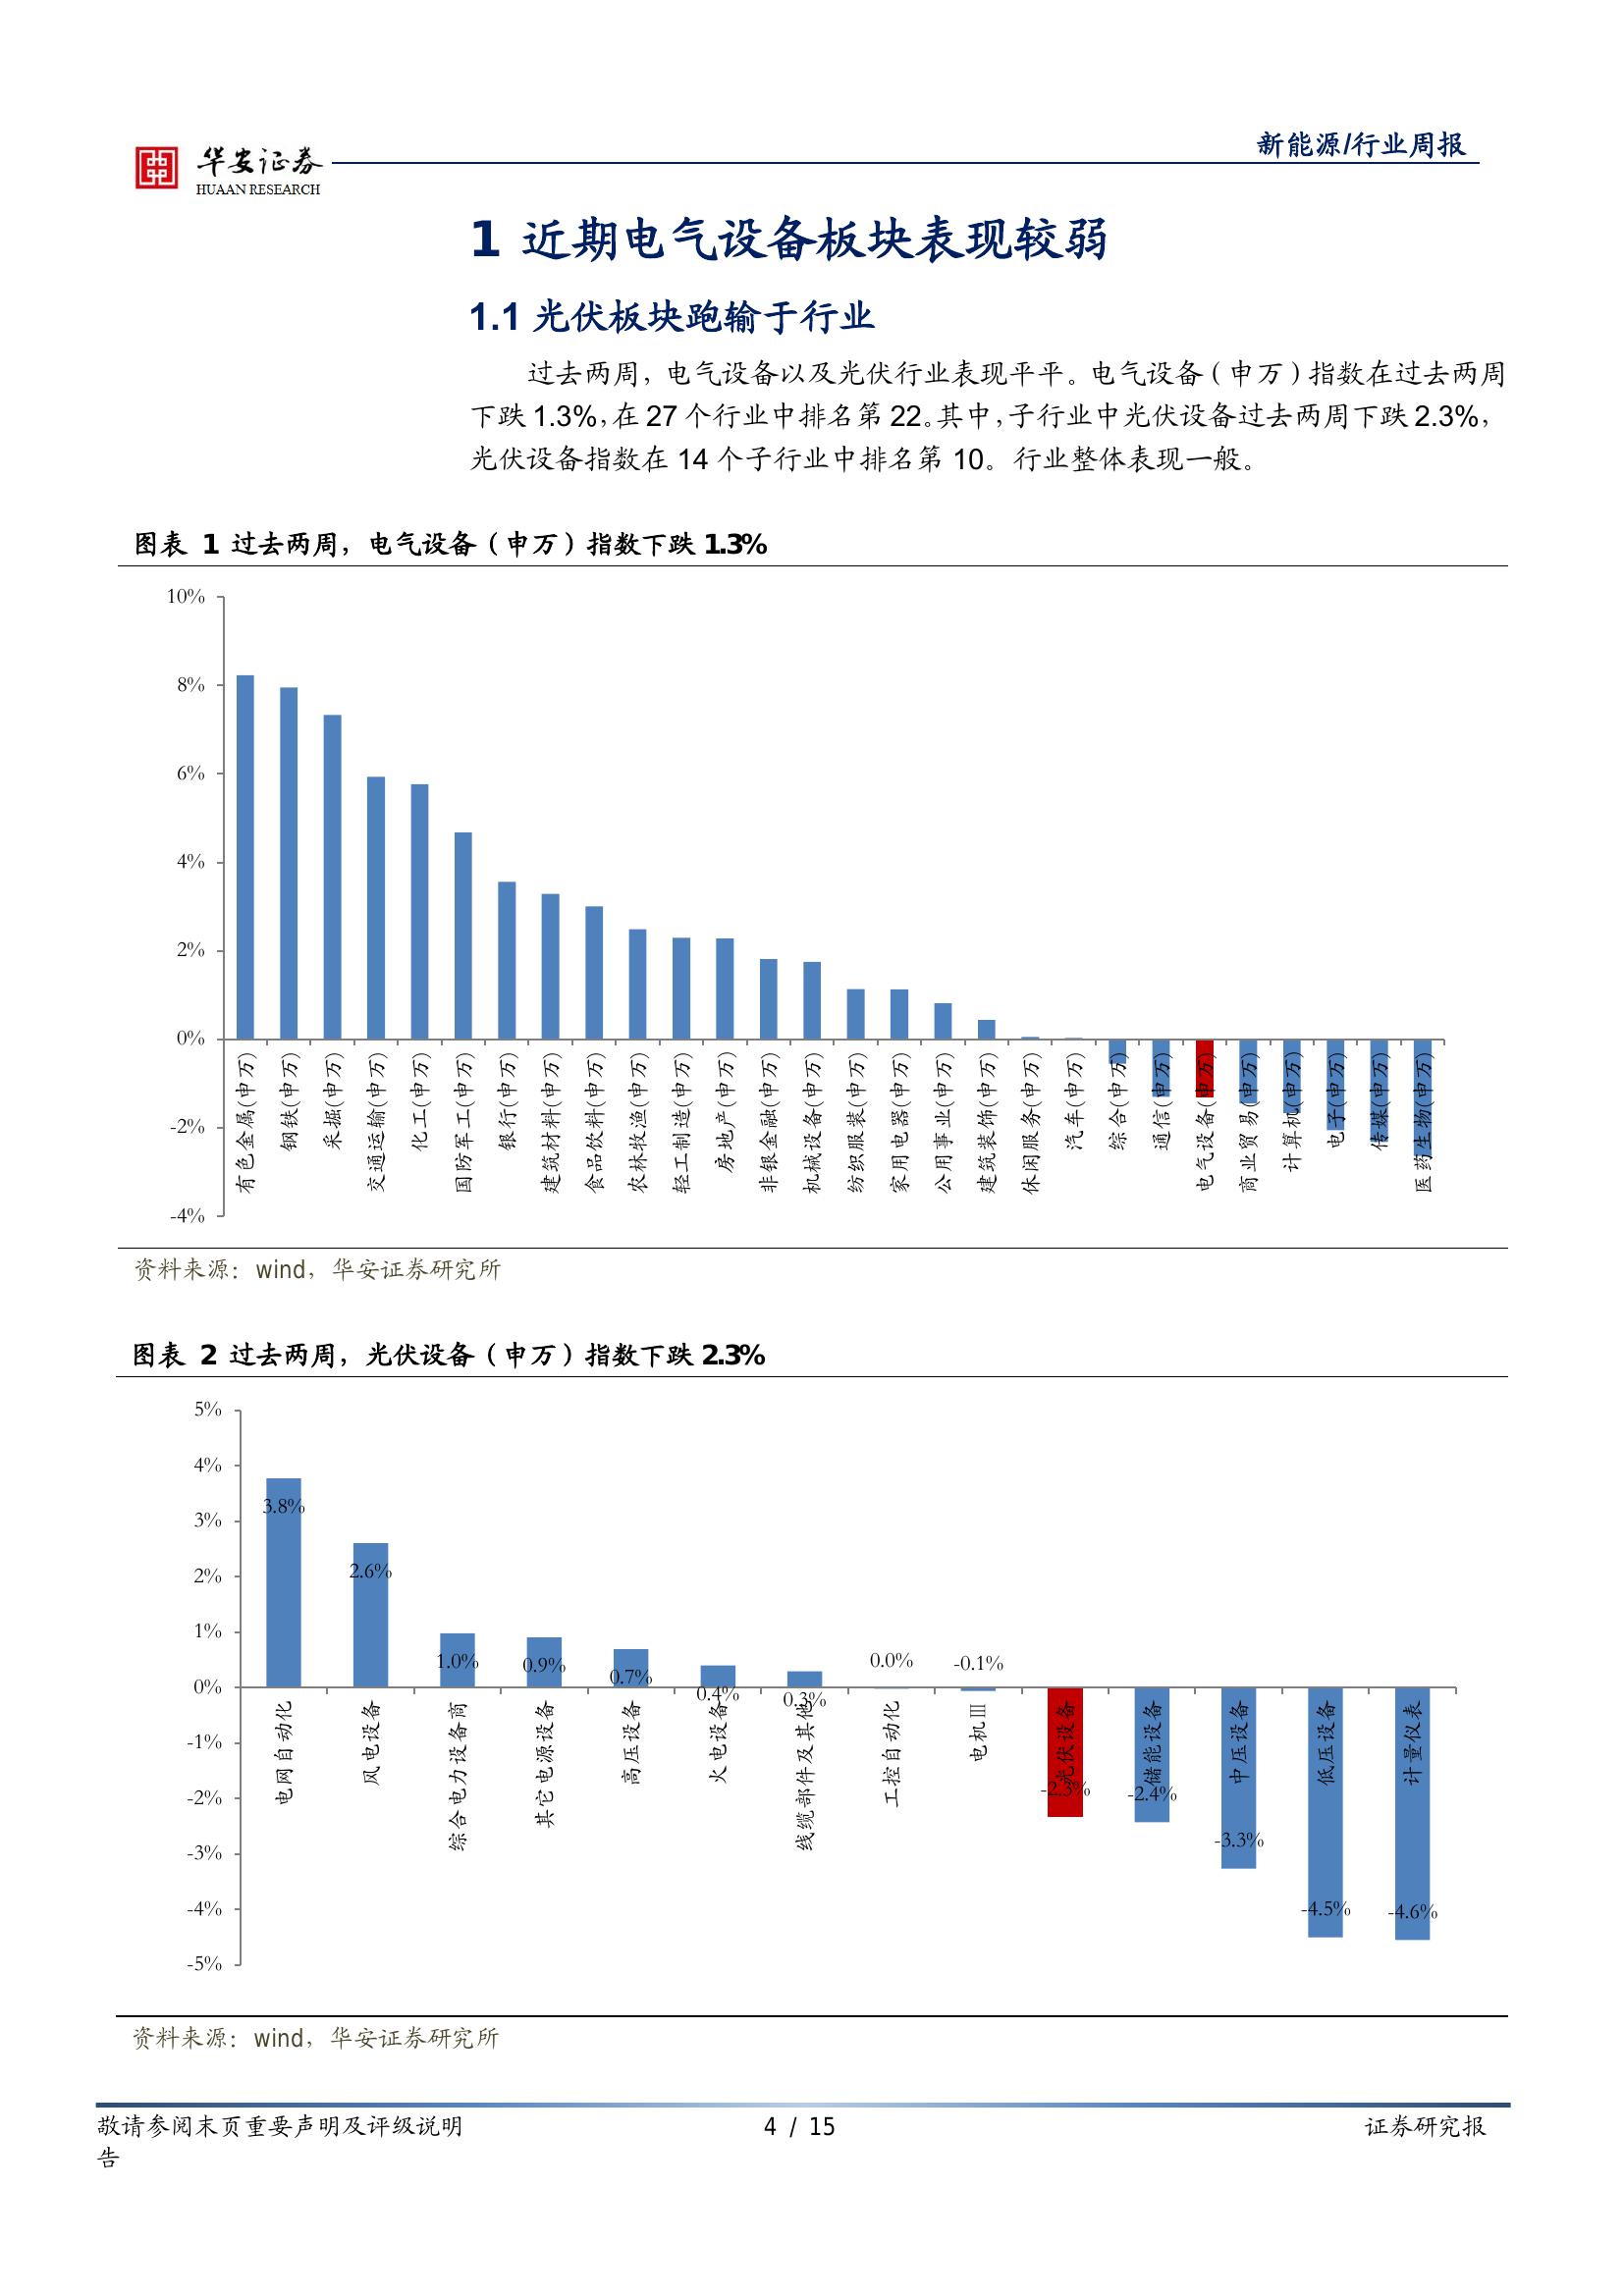 华安证券
HUAAN RESEARCH
新能源/行业周报
1 近期电气设备板块表现较弱
1.1 光伏板块跑输于行业
过去两周，电气设备以及光伏行业表现平平。电气设备（申万）指数在过去两周
下跌 1.3%，在 27 个行业中排名第 22。其中，子行业中光伏设备过去两周下跌 2.3%，
光伏设备指数在 14 个子行业中排名第 10。行业整体表现一般。
图表 1 过去两周，电气设备（申万）指数下跌 1.3%
10%
8%
6%
4%
2%
0%
-2%
-4%
有色金属(申万)
钢铁(申万)
采掘(申万)
交通运输(申万)
化工(申万)
国防军工(申万)
银行(申万)
建筑材料(申万)
食品饮料(申万)
农林牧渔(申万)
轻工制造(申万)
房地产(申万)
非银金融(申万)
机械设备(申万)
纺织服装(申万)
家用电器(申万)
公用事业(申万)
建筑装饰(申万)
休闲服务(申万)
汽车(申万)
综合(申万)
通信(申万)
电气设备(申万)
商业贸易(申万)
计算机(申万)
电子(申万)
传媒(申万)
医药生物(申万)
资料来源：wind，华安证券研究所
图表 2 过去两周，光伏设备（申万）指数下跌 2.3%
5%
4%
3%
2%
1%
0%
-1%
-2%
-3%
-4%
-5%
3.8%
2.6%
1.0%
0.9%
0.7%
0.4%
0.3%
0.0%
-0.1%
-2.3%
-2.4%
-3.3%
-4.5%
-4.6%
电网自动化
风电设备
综合电力设备商
其它电源设备
高压设备
火电设备
线缆部件及其他
工控自动化
电机Ⅲ
光伏设备
储能设备
中压设备
低压设备
计量仪表
资料来源：wind，华安证券研究所
敬请参阅末页重要声明及评级说明
4 / 15
证券研究报
告